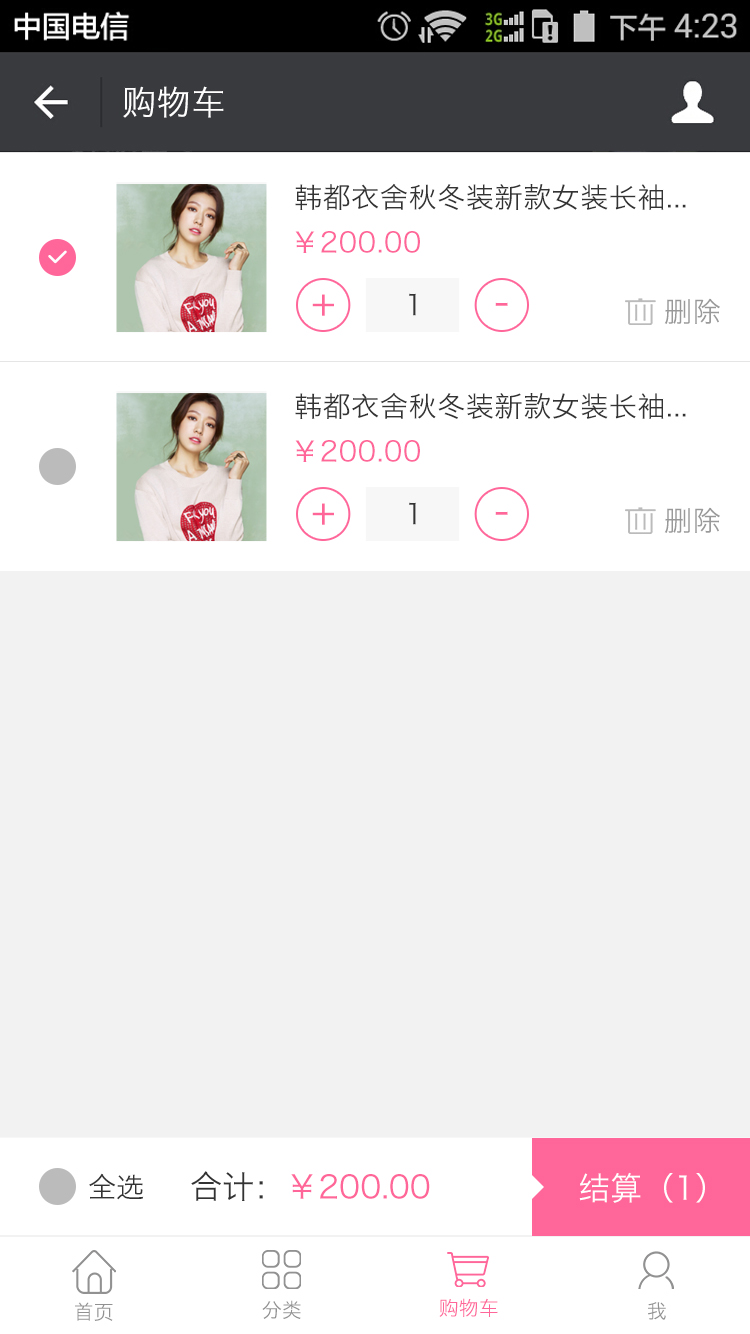 中国电信
3G
2G
下午 4:23
购物车
韩都衣舍秋冬装新款女装长袖...
￥200.00
+ 1 -
删除
韩都衣舍秋冬装新款女装长袖...
￥200.00
+ 1 -
删除
全选 合计：￥200.00 结算（1）
首页 分类 购物车 我